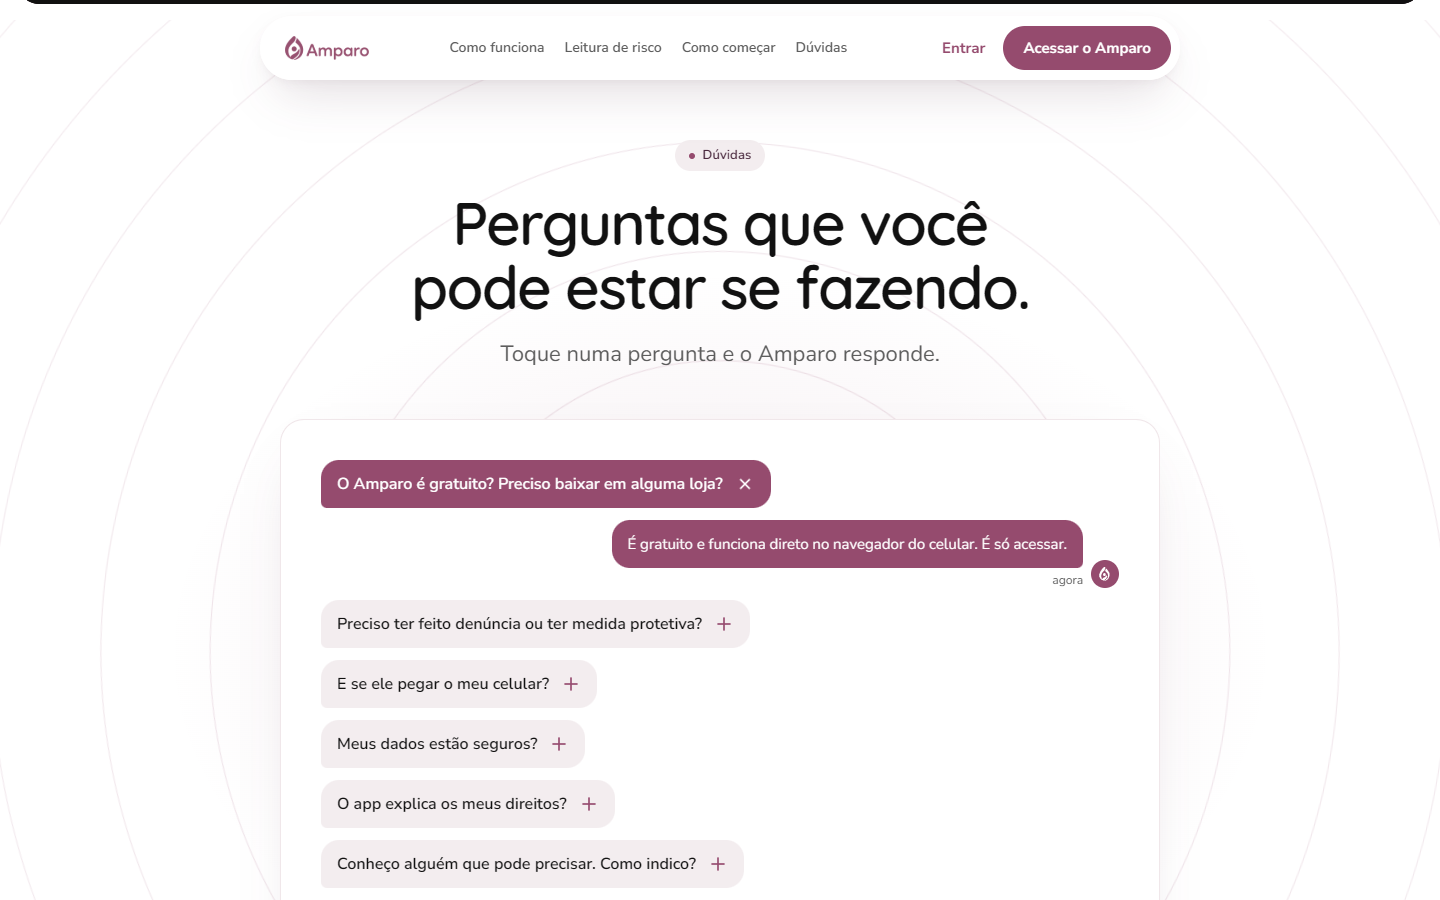 Amparo
Como funciona
Leitura de risco
Como começar
Dúvidas
Entrar
Acessar o Amparo
Dúvidas
Perguntas que você
pode estar se fazendo.
Toque numa pergunta e o Amparo responde.
O Amparo é gratuito? Preciso baixar em alguma loja?
É gratuito e funciona direto no navegador do celular. É só acessar.
agora
Preciso ter feito denúncia ou ter medida protetiva?
E se ele pegar o meu celular?
Meus dados estão seguros?
O app explica os meus direitos?
Conheço alguém que pode precisar. Como indico?